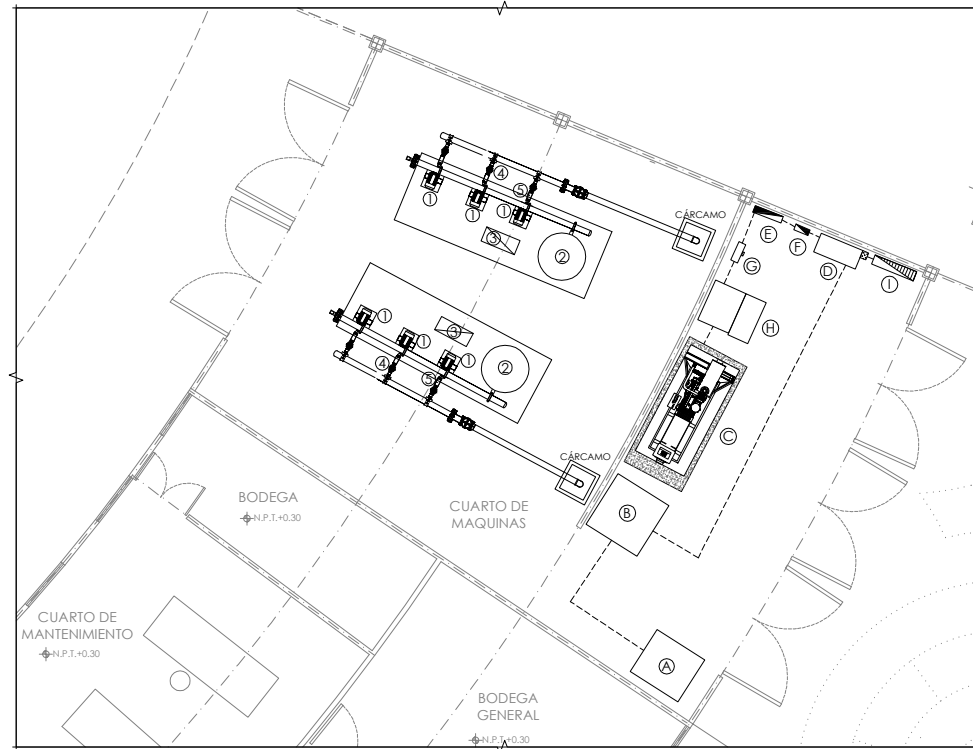 ④
⑤
①
①
①
③
②
CÁRCAMO
E
F
D
G
I
H
①
③
①
①
④
⑤
②
C
CÁRCAMO
BODEGA
N.P.T.+0.30
CUARTO DE
MAQUINAS
B
CUARTO DE
MANTENIMIENTO
N.P.T.+0.30
A
BODEGA
GENERAL
N.P.T.+0.30